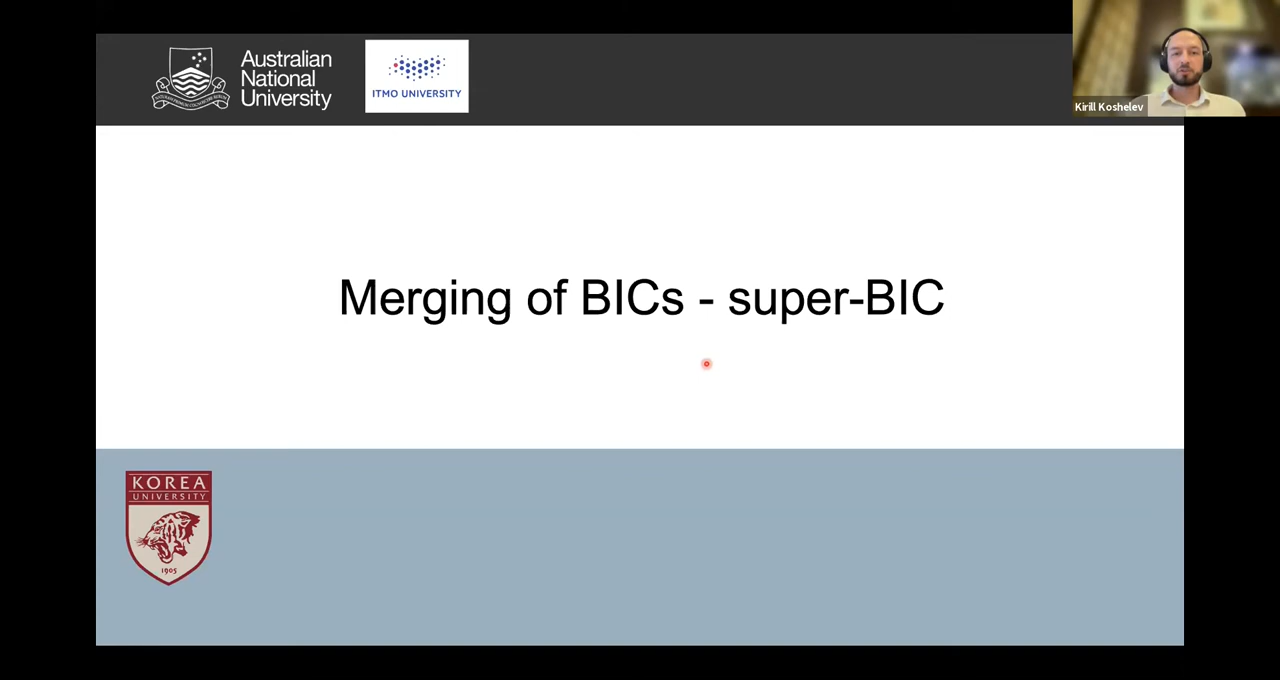 Australian
National
University
ITMO UNIVERSITY
Kirill Koshelev
Merging of BICs - super-BIC
KOREA
UNIVERSITY
1905